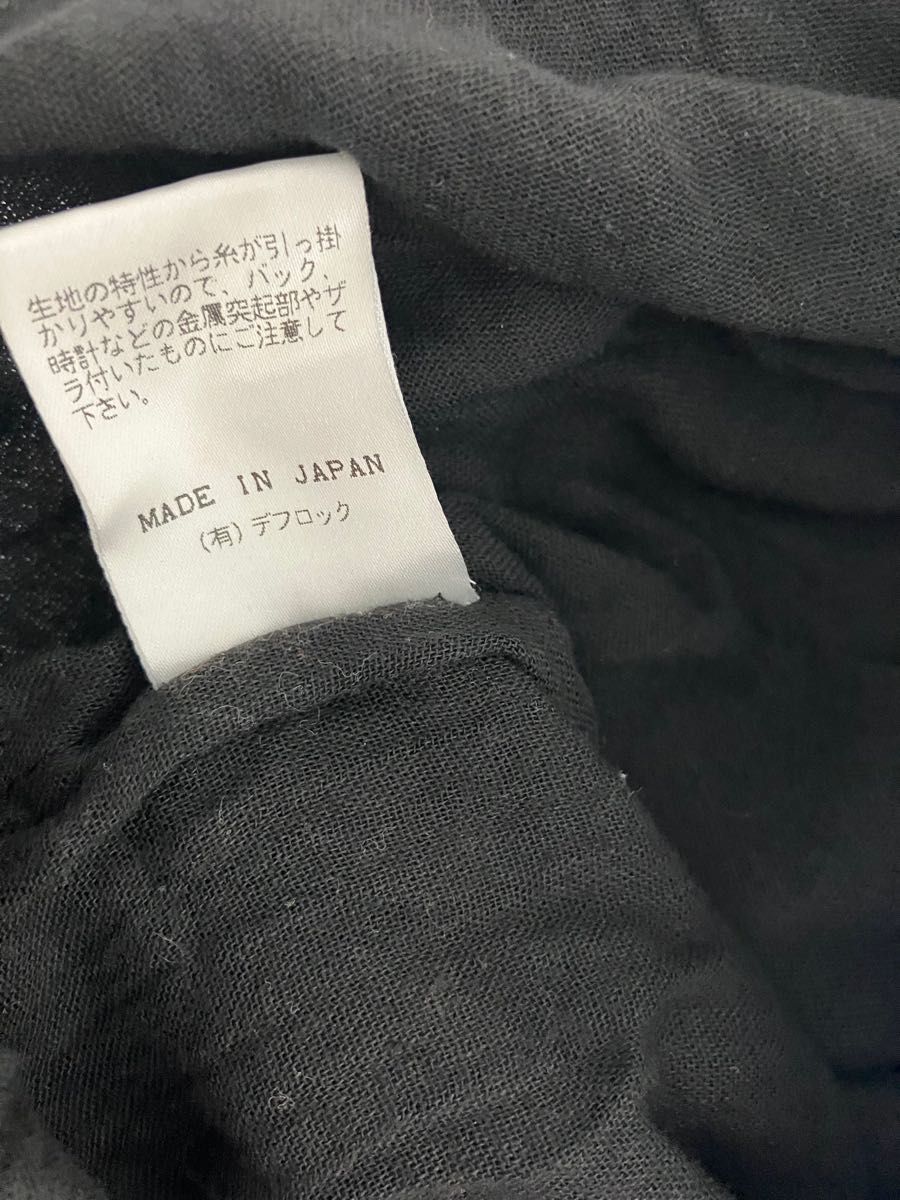 生地の特性から糸が引っ掛
かりやすいので、バック、
時計などの金属突起部やザ
ラ付いたものにご注意して
下さい。
MADE IN JAPAN
(有)デフロック